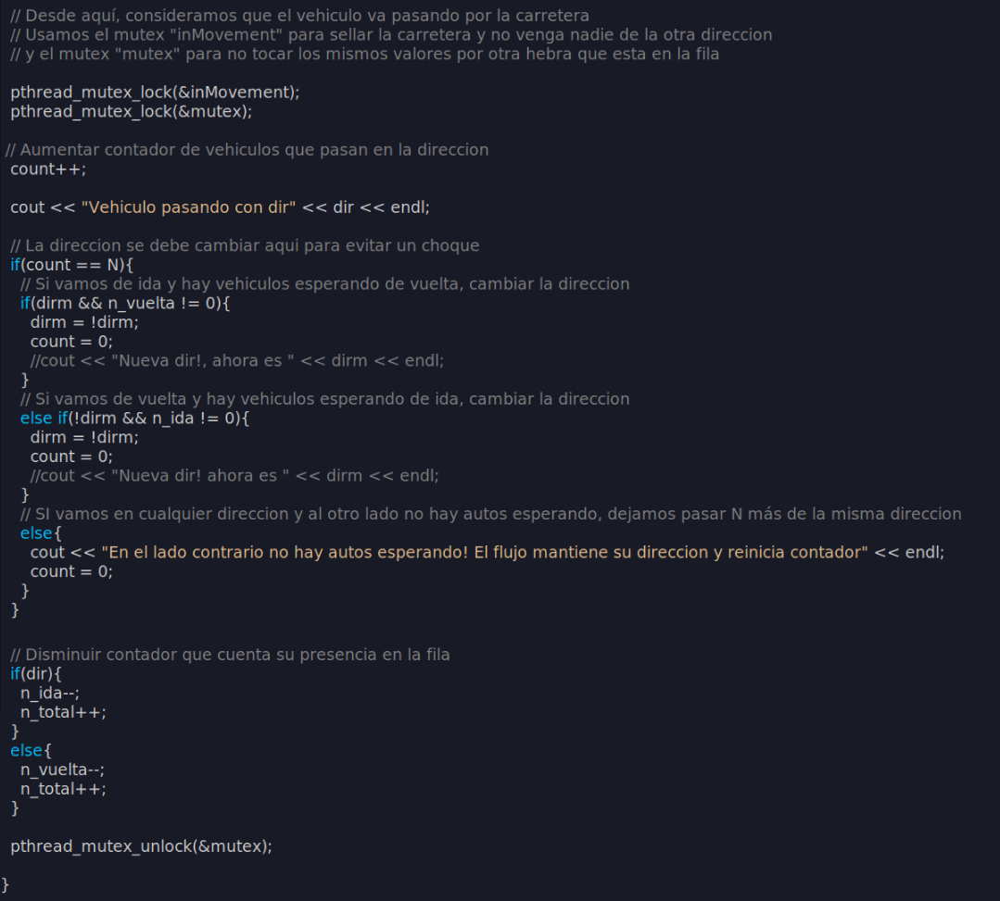 // Desde aquí, consideramos que el vehiculo va pasando por la carretera
// Usamos el mutex "inMovement" para sellar la carretera y no venga nadie de la otra direccion
// y el mutex "mutex" para no tocar los mismos valores por otra hebra que esta en la fila
pthread_mutex_lock(&inMovement);
pthread_mutex_lock(&mutex);
// Aumentar contador de vehiculos que pasan en la direccion
count++;
cout << "Vehiculo pasando con dir" << dir << endl;
// La direccion se debe cambiar aqui para evitar un choque
if(count == N){
// Si vamos de ida y hay vehiculos esperando de vuelta, cambiar la direccion
if(dirm && n_vuelta != 0){
dirm = !dirm;
count = 0;
//cout << "Nueva dir!, ahora es " << dirm << endl;
}
// Si vamos de vuelta y hay vehiculos esperando de ida, cambiar la direccion
else if(!dirm && n_ida != 0){
dirm = !dirm;
count = 0;
//cout << "Nueva dir! ahora es " << dirm << endl;
}
// SI vamos en cualquier direccion y al otro lado no hay autos esperando, dejamos pasar N más de la misma direccion
else{
cout << "En el lado contrario no hay autos esperando! El flujo mantiene su direccion y reinicia contador" << endl;
count = 0;
}
}
// Disminuir contador que cuenta su presencia en la fila
if(dir){
n_ida--;
n_total++;
}
else{
n_vuelta--;
n_total++;
}
pthread_mutex_unlock(&mutex);
}